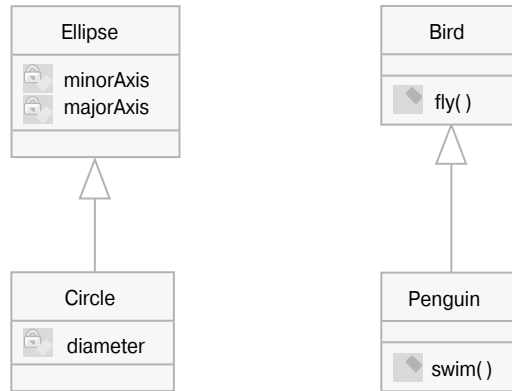 Ellipse
minorAxis
majorAxis
Circle
diameter
Bird
fly( )
Penguin
swim( )